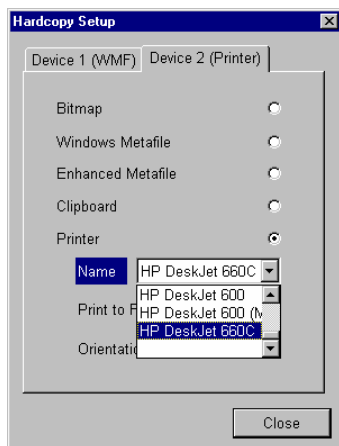 Hardcopy Setup
Device 1 (WMF) Device 2 (Printer)
Bitmap
Windows Metafile
Enhanced Metafile
Clipboard
Printer
Name HP DeskJet 660C
HP DeskJet 600
HP DeskJet 600 (M
Print to F
HP DeskJet 660C
Orientatio
Close